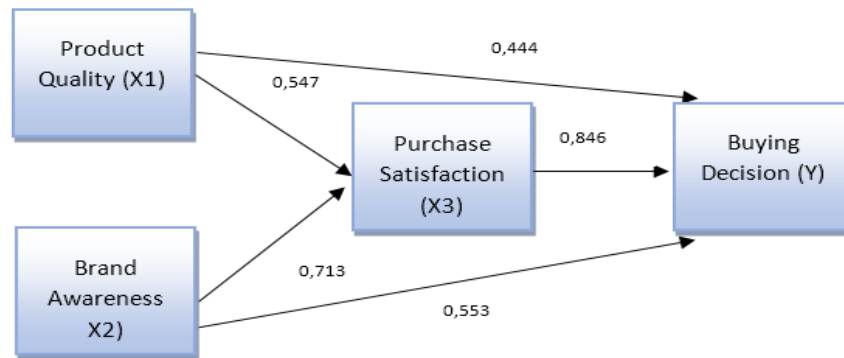 Product
Quality (X1)
0,444
0,547
Purchase
Satisfaction
(X3)
0,846
Buying
Decision (Y)
Brand
Awareness
X2)
0,713
0,553